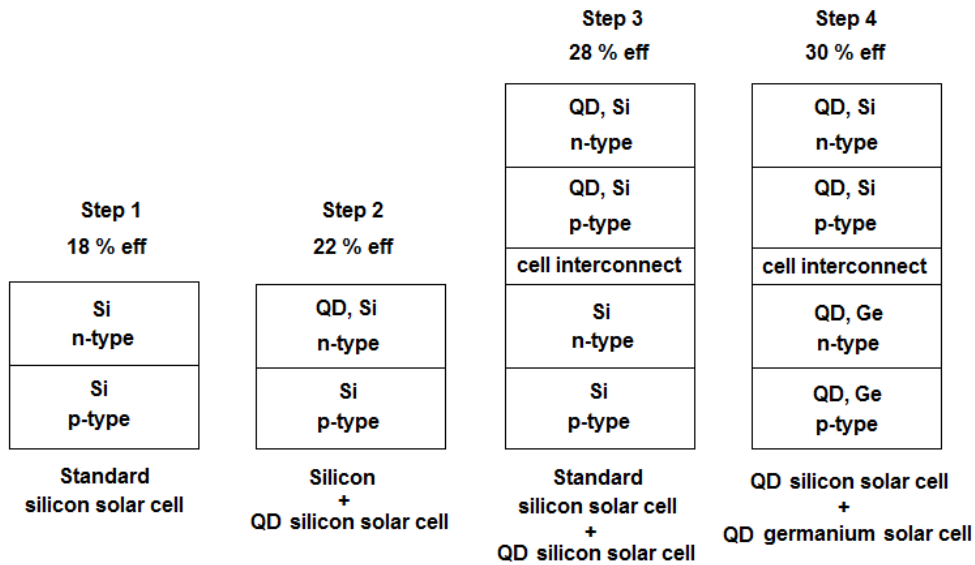 Step 1
18 % eff
Si
n-type
Si
p-type
Standard
silicon solar cell
Step 2
22 % eff
QD, Si
n-type
Si
p-type
Silicon
+
QD silicon solar cell
Step 3
28 % eff
QD, Si
n-type
QD, Si
p-type
cell interconnect
Si
n-type
Si
p-type
Standard
silicon solar cell
+
QD silicon solar cell
Step 4
30 % eff
QD, Si
n-type
QD, Si
p-type
cell interconnect
QD, Ge
n-type
QD, Ge
p-type
QD silicon solar cell
+
QD germanium solar cell